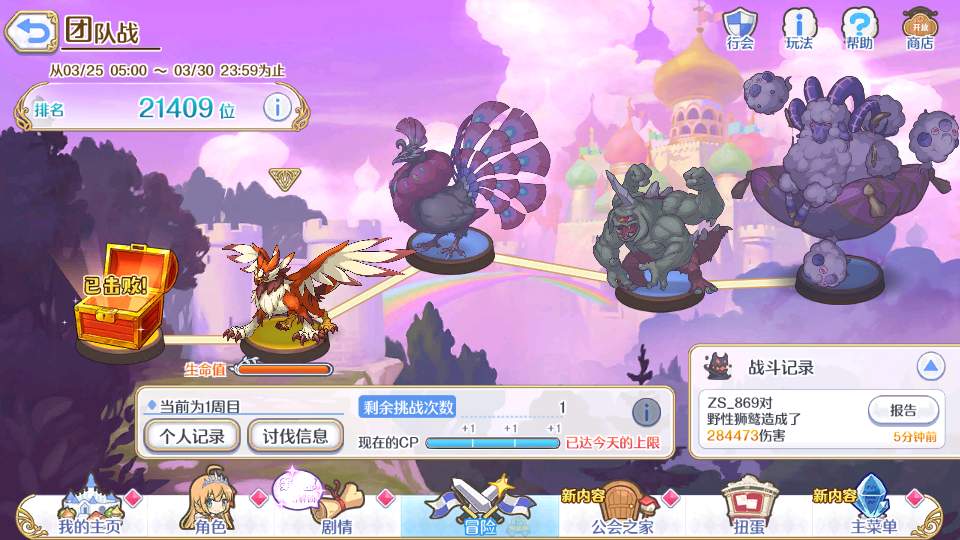 团队战
行会
玩法
帮助
开放
商店
从03/25 05:00 ～ 03/30 23:59为止
排名 21409 位
已击败!
生命值
当前为1周目
个人记录
讨伐信息
剩余挑战次数 1
+1 +1 +1
现在的CP 已达今天的上限
战斗记录
ZS_869对
野性狮鹫造成了
284473伤害
报告
5分钟前
我的主页
角色
剧情
冒险
新内容
公会之家
扭蛋
新内容
主菜单